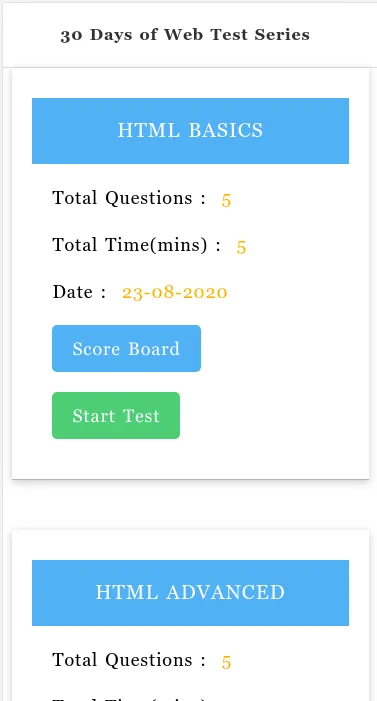 30 Days of Web Test Series
HTML BASICS
Total Questions : 5
Total Time(mins) : 5
Date : 23-08-2020
Score Board
Start Test
HTML ADVANCED
Total Questions : 5